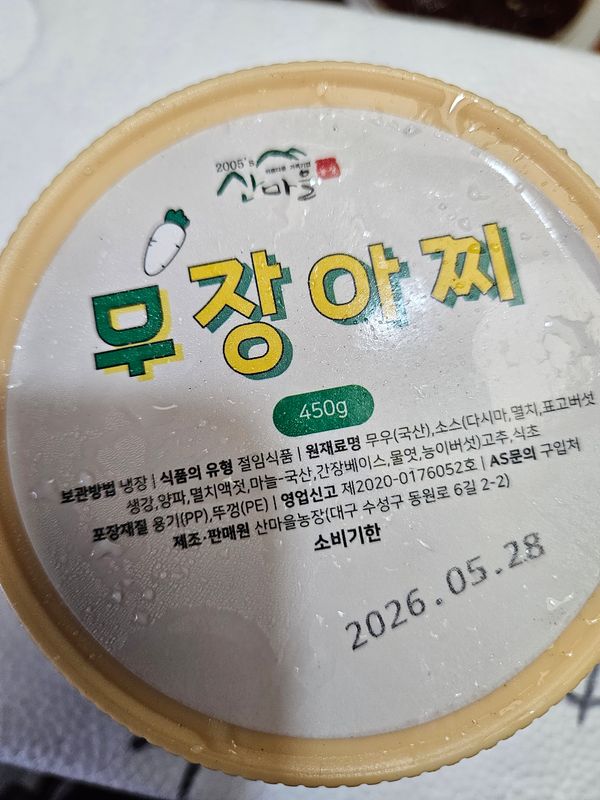 2005's
산마을
무장아찌
450g
보관방법 냉장 | 식품의 유형 절임식품 | 원재료명 무우(국산),소스(다시마,멸치,표고버섯
생강,양파,멸치액젓,마늘-국산,간장베이스,물엿,능이버섯)고추,식초
포장재질 용기(PP),뚜껑(PE) | 영업신고 제2020-0176052호 | AS문의 구입처
제조·판매원 산마을농장(대구 수성구 동원로 6길 2-2)
소비기한
2026.05.28